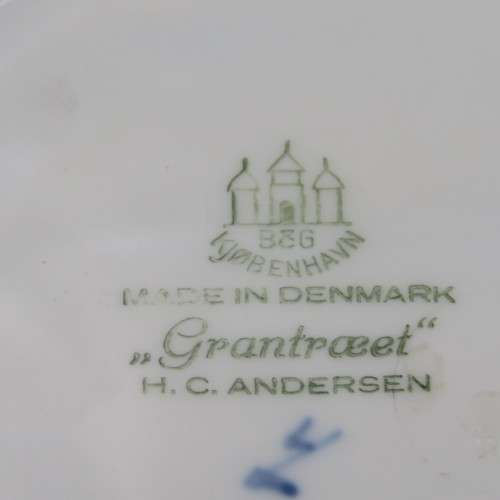 B&G
KJØBENHAVN
MADE IN DENMARK
„Grantræet“
H. C. ANDERSEN